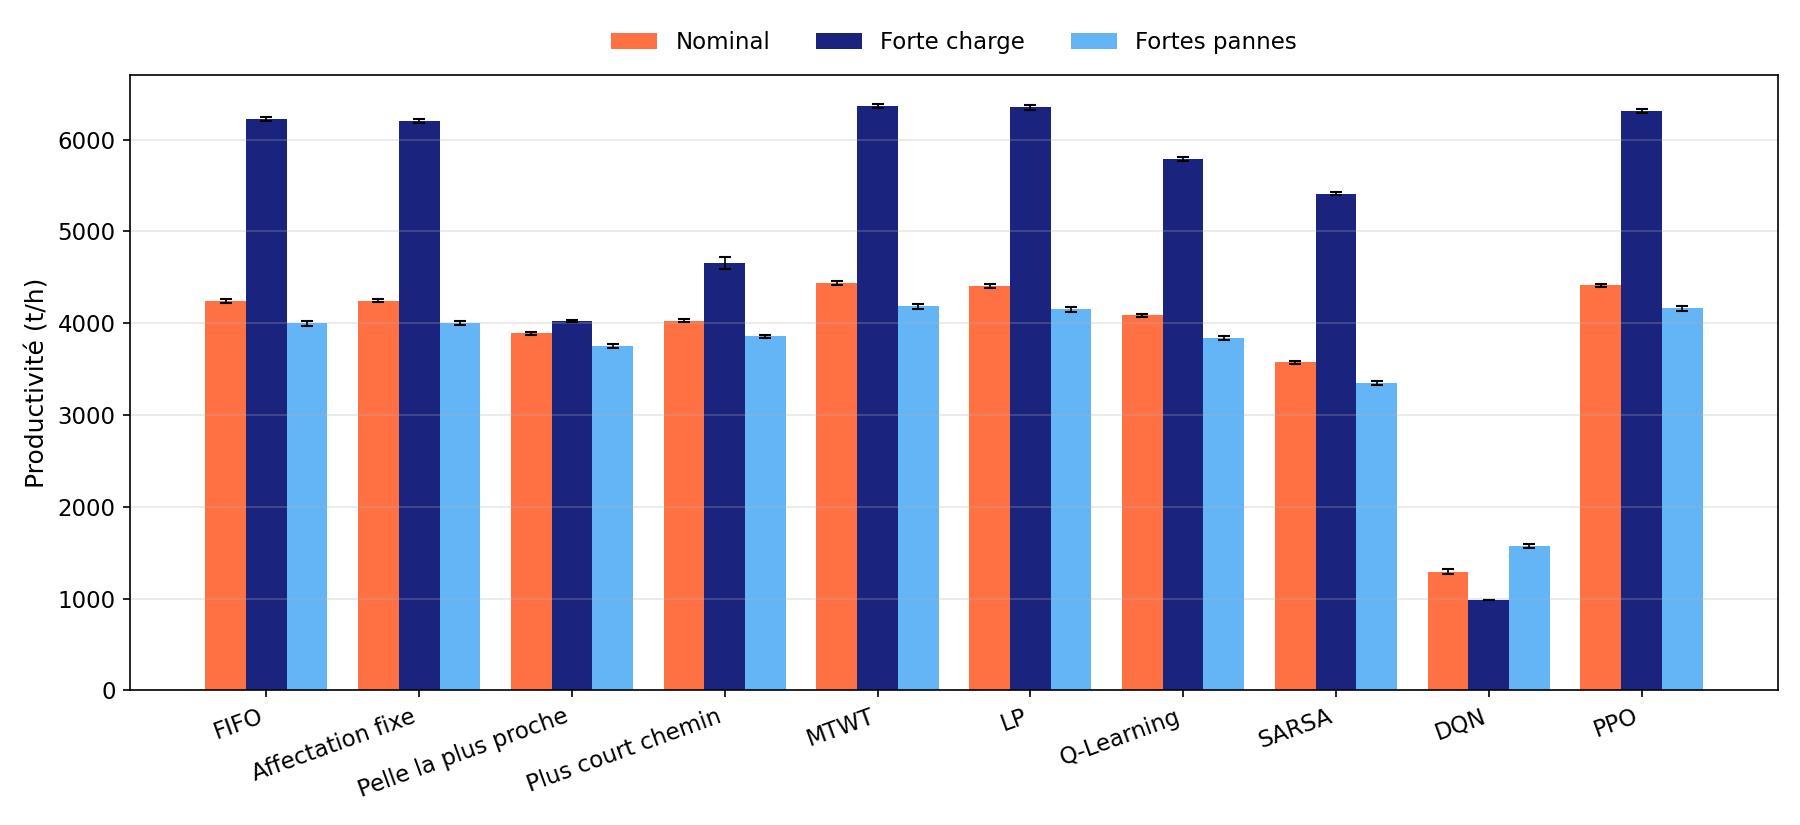 Nominal Forte charge Fortes pannes
Productivité (t/h)
6000
5000
4000
3000
2000
1000
0
FIFO
Affectation fixe
Pelle la plus proche
Plus court chemin
MTWT
LP
Q-Learning
SARSA
DQN
PPO